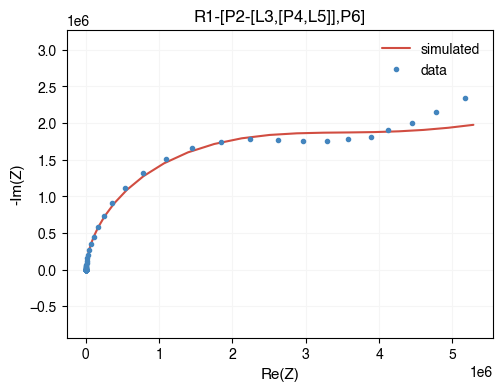 R1-[P2-[L3,[P4,L5]],P6]
1e6
simulated
data
3.0
2.5
2.0
1.5
1.0
0.5
0.0
−0.5
-Im(Z)
0 1 2 3 4 5
1e6
Re(Z)